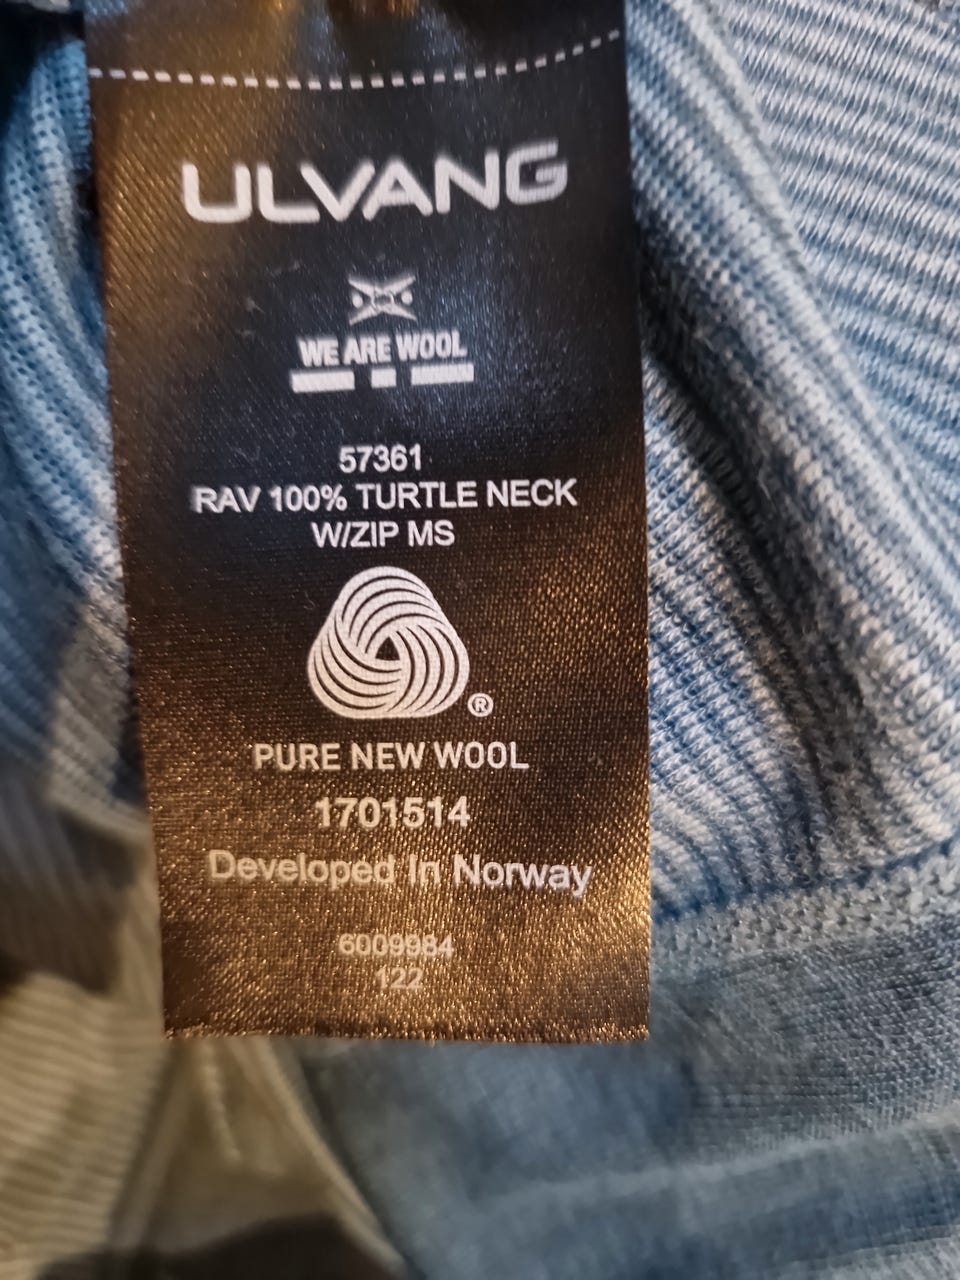 ULVANG
WE ARE WOOL
57361
RAV 100% TURTLE NECK
W/ZIP MS
®
PURE NEW WOOL
1701514
Developed In Norway
6009984
122